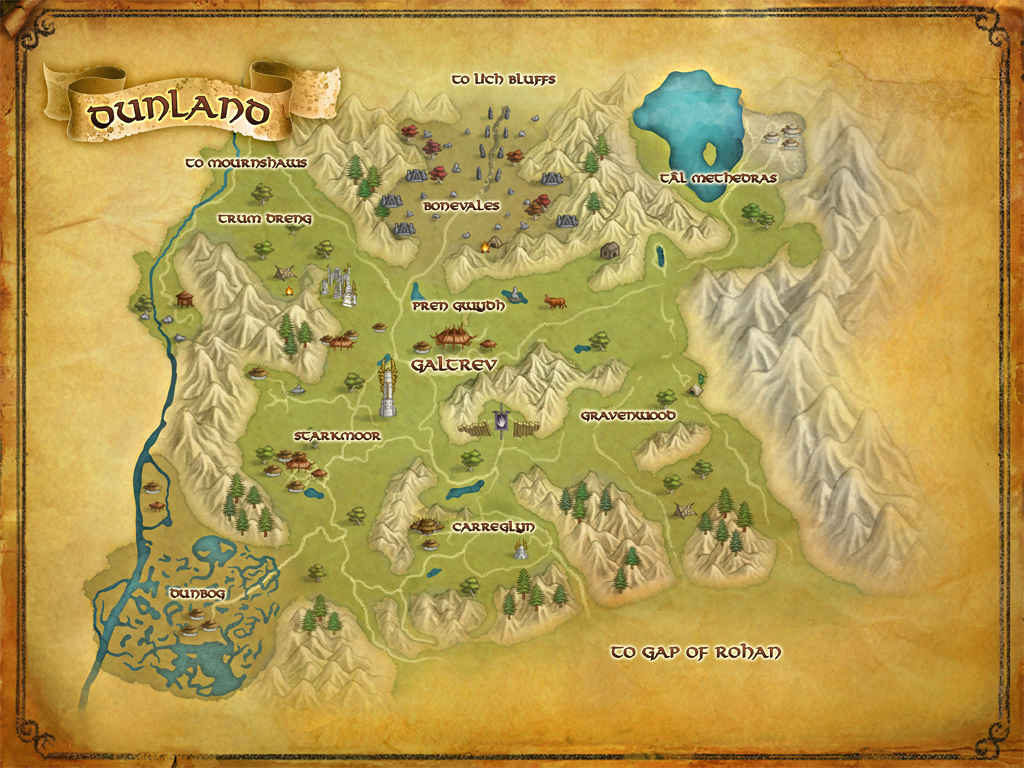 TO LICH BLUFFS
DUNLAND
TO MOURNSHAWS
TÂL METHEDRAS
BONEVALES
TRUM DRENG
PREN GWYDH
GALTREV
GRAVENWOOD
STARKMOOR
CARREGLYN
DUNBOG
TO GAP OF ROHAN